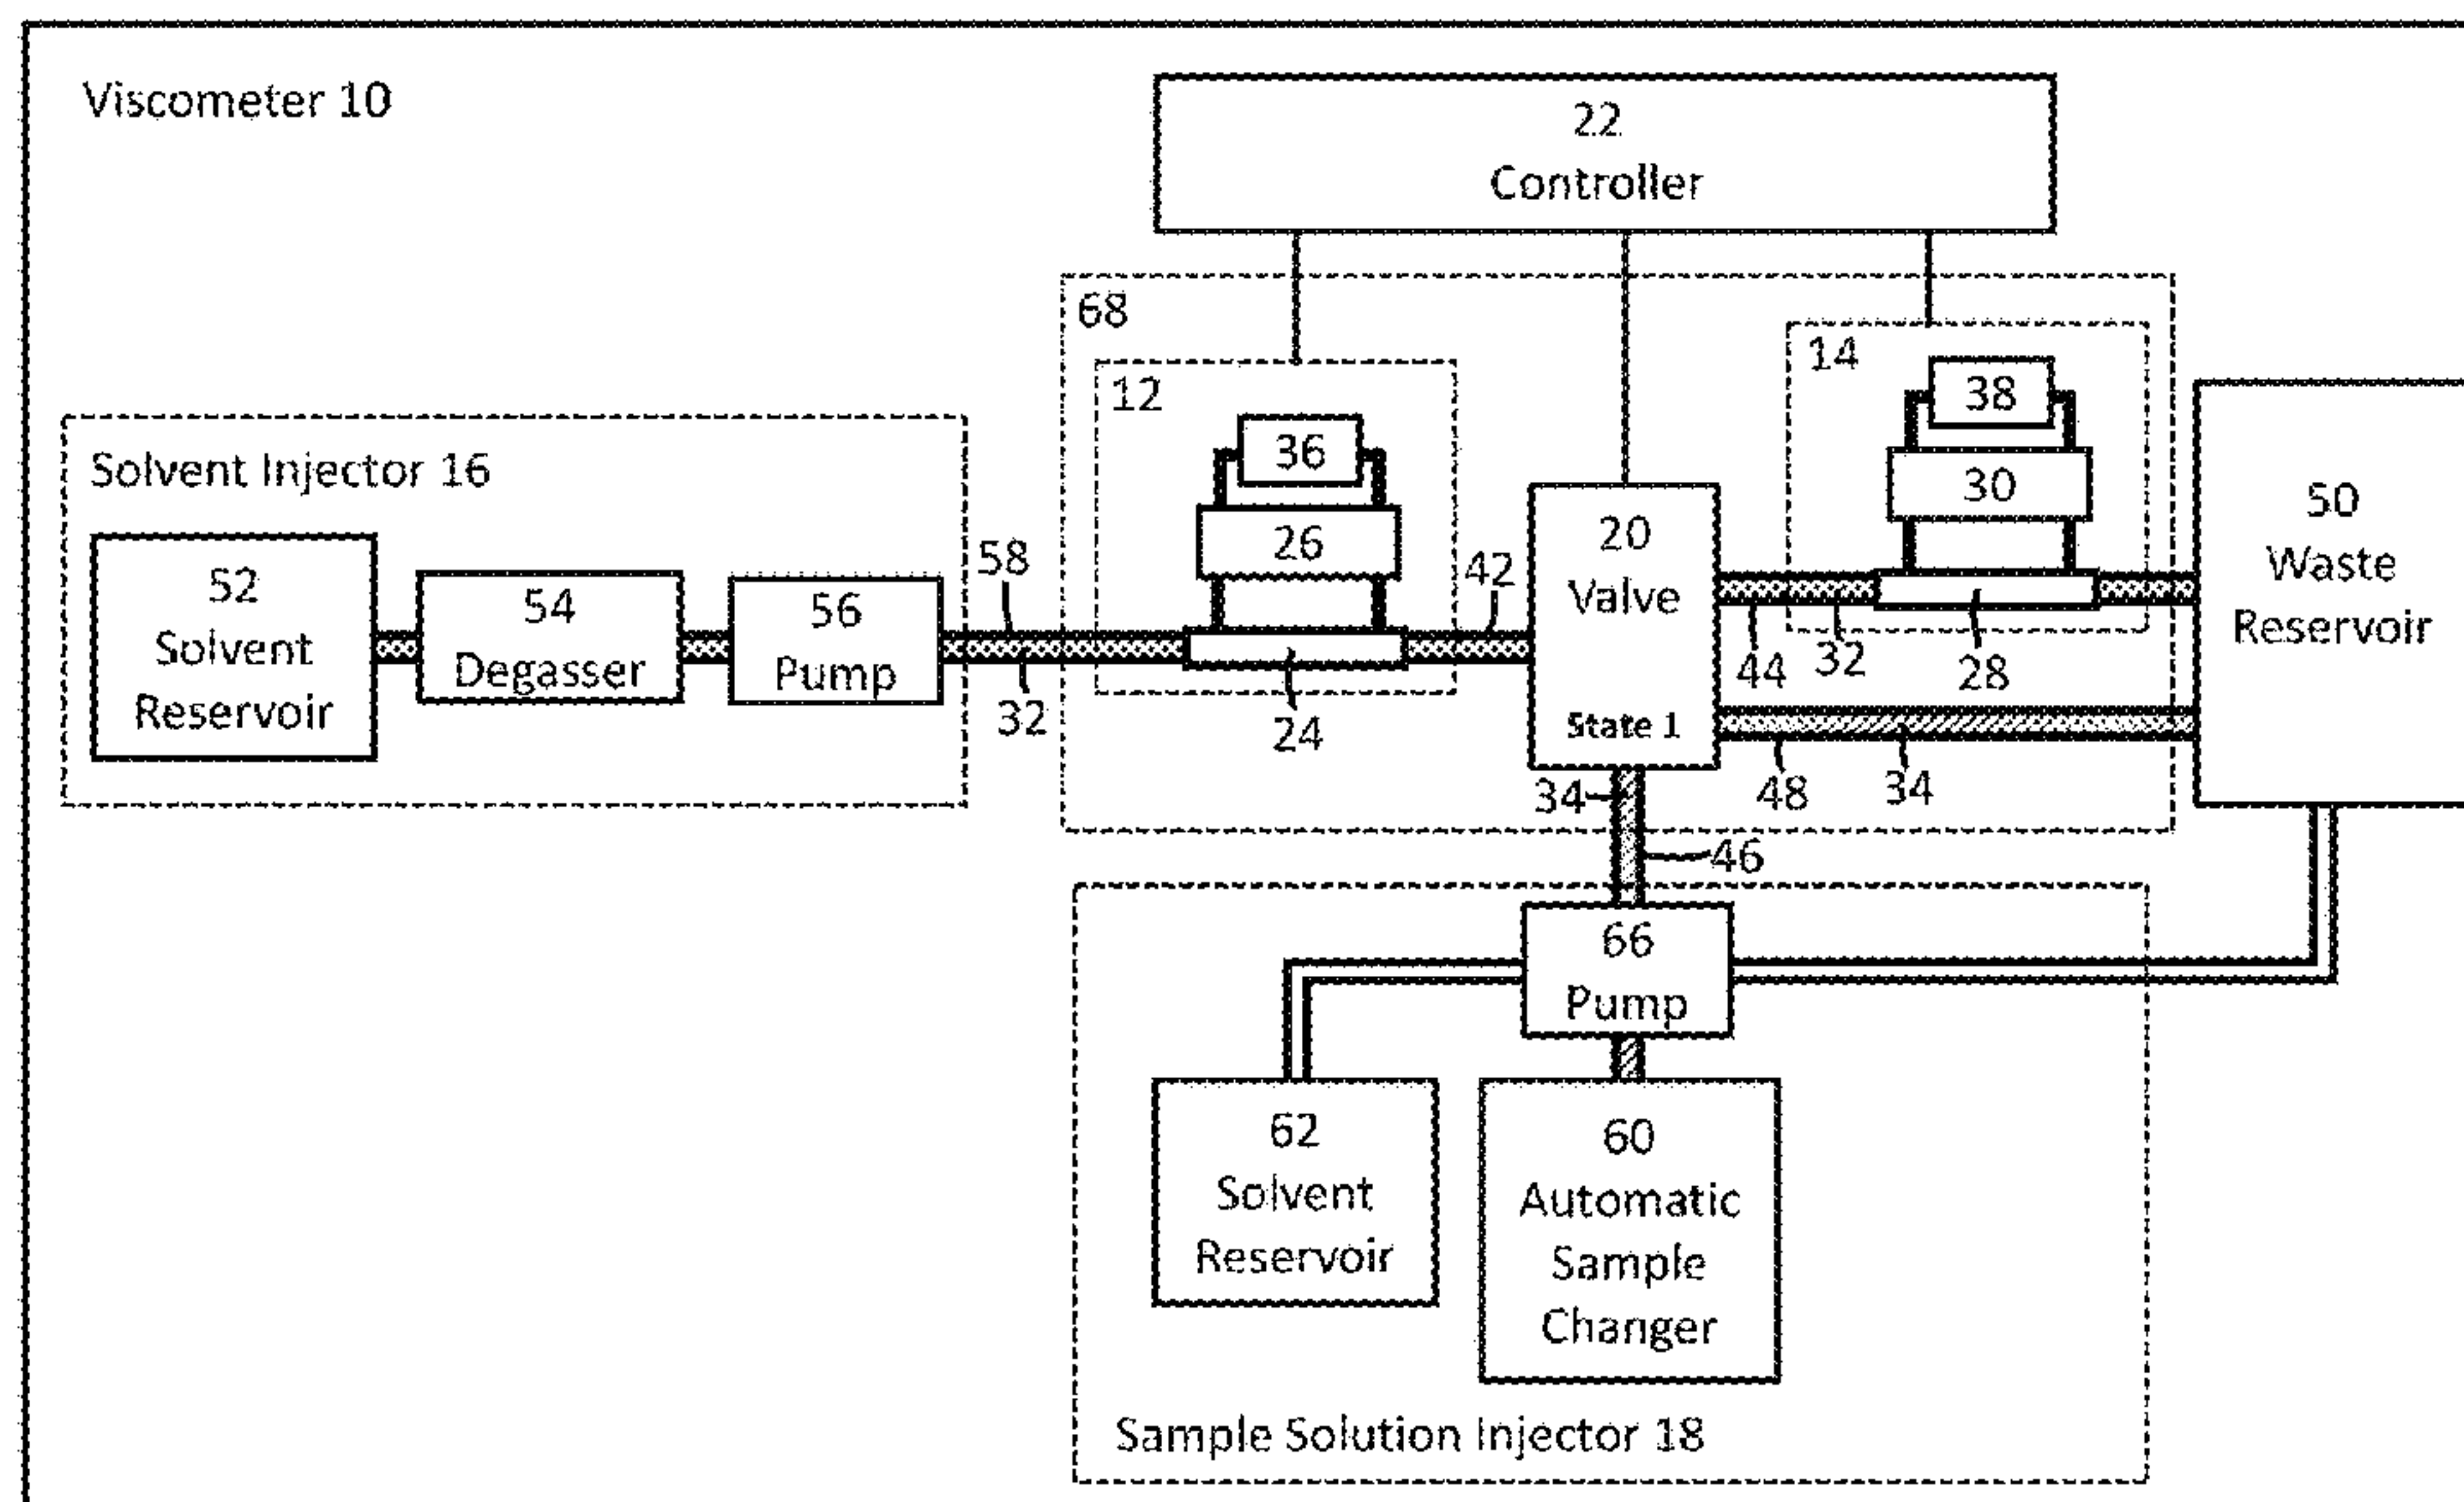 Viscometer 10
22
Controller
68
12
14
36
38
26
30
Solvent Injector 16
52
Solvent
Reservoir
54
Degasser
56
Pump
58
32
24
42
20
Valve
State 1
44
32
28
50
Waste
Reservoir
34
48
34
46
66
Pump
62
Solvent
Reservoir
60
Automatic
Sample
Changer
Sample Solution Injector 18